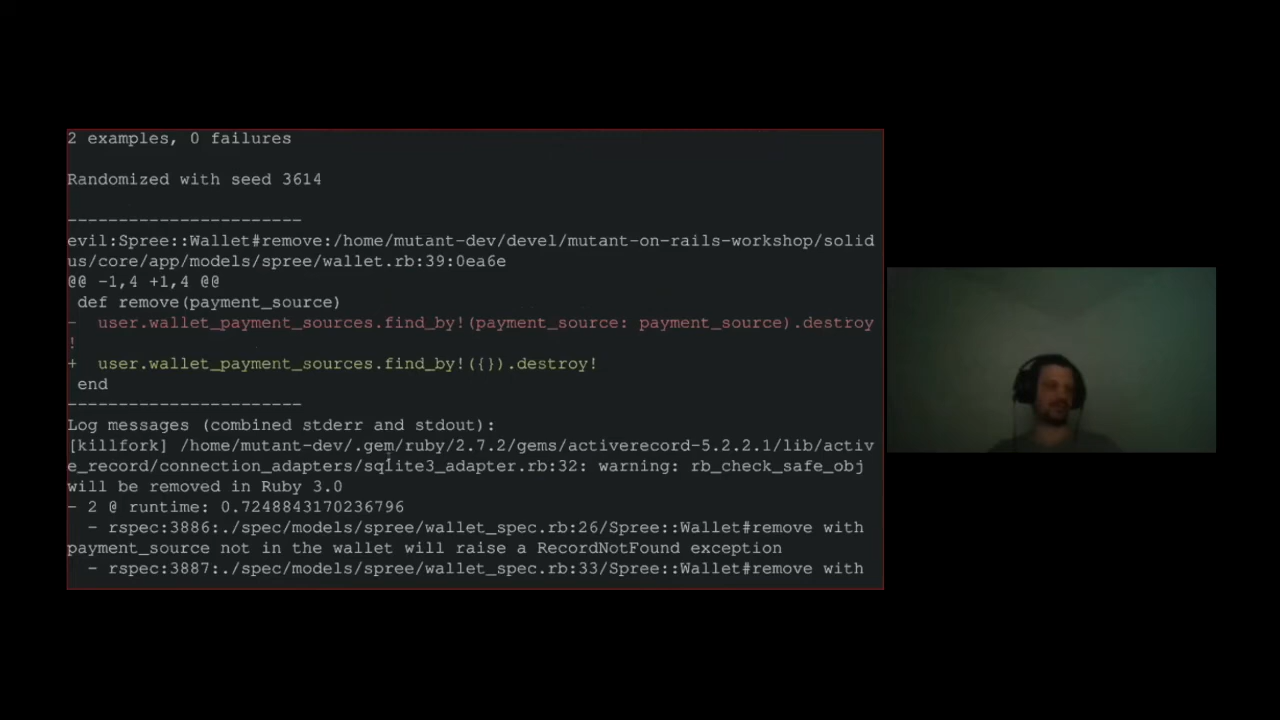 2 examples, 0 failures
Randomized with seed 3614
-----------------------
evil:Spree::Wallet#remove:/home/mutant-dev/devel/mutant-on-rails-workshop/solid
us/core/app/models/spree/wallet.rb:39:0ea6e
@@ -1,4 +1,4 @@
 def remove(payment_source)
-  user.wallet_payment_sources.find_by!(payment_source: payment_source).destroy
!
+  user.wallet_payment_sources.find_by!({}).destroy!
 end
-----------------------
Log messages (combined stderr and stdout):
[killfork] /home/mutant-dev/.gem/ruby/2.7.2/gems/activerecord-5.2.2.1/lib/activ
e_record/connection_adapters/sqlite3_adapter.rb:32: warning: rb_check_safe_obj
will be removed in Ruby 3.0
- 2 @ runtime: 0.7248843170236796
  - rspec:3886:./spec/models/spree/wallet_spec.rb:26/Spree::Wallet#remove with
payment_source not in the wallet will raise a RecordNotFound exception
  - rspec:3887:./spec/models/spree/wallet_spec.rb:33/Spree::Wallet#remove with